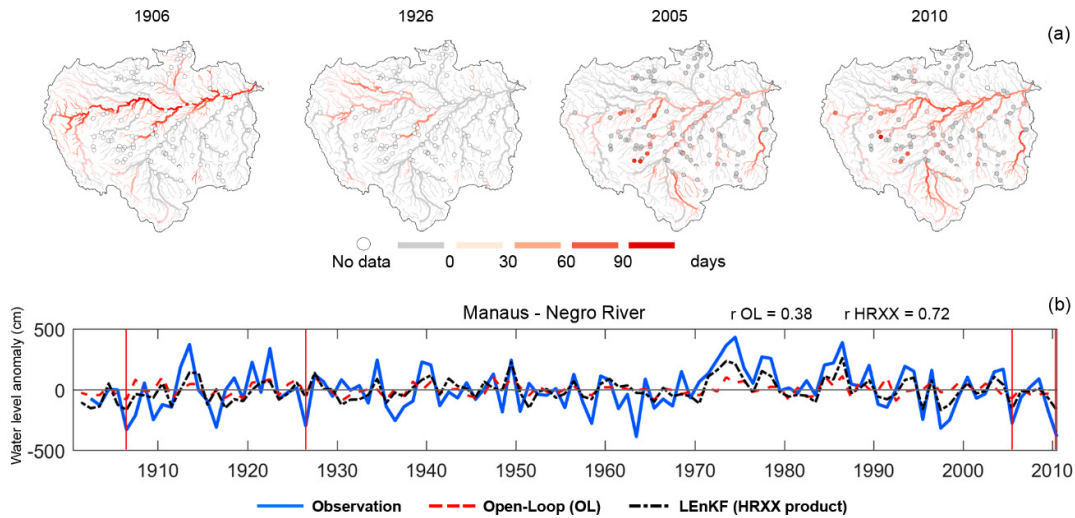 1906 1926 2005 2010
(a)
No data 0 30 60 90 days
(b)
Manaus - Negro River r OL = 0.38 r HRXX = 0.72
Water level anomaly (cm)
500
0
-500
1910 1920 1930 1940 1950 1960 1970 1980 1990 2000 2010
Observation Open-Loop (OL) LEnKF (HRXX product)